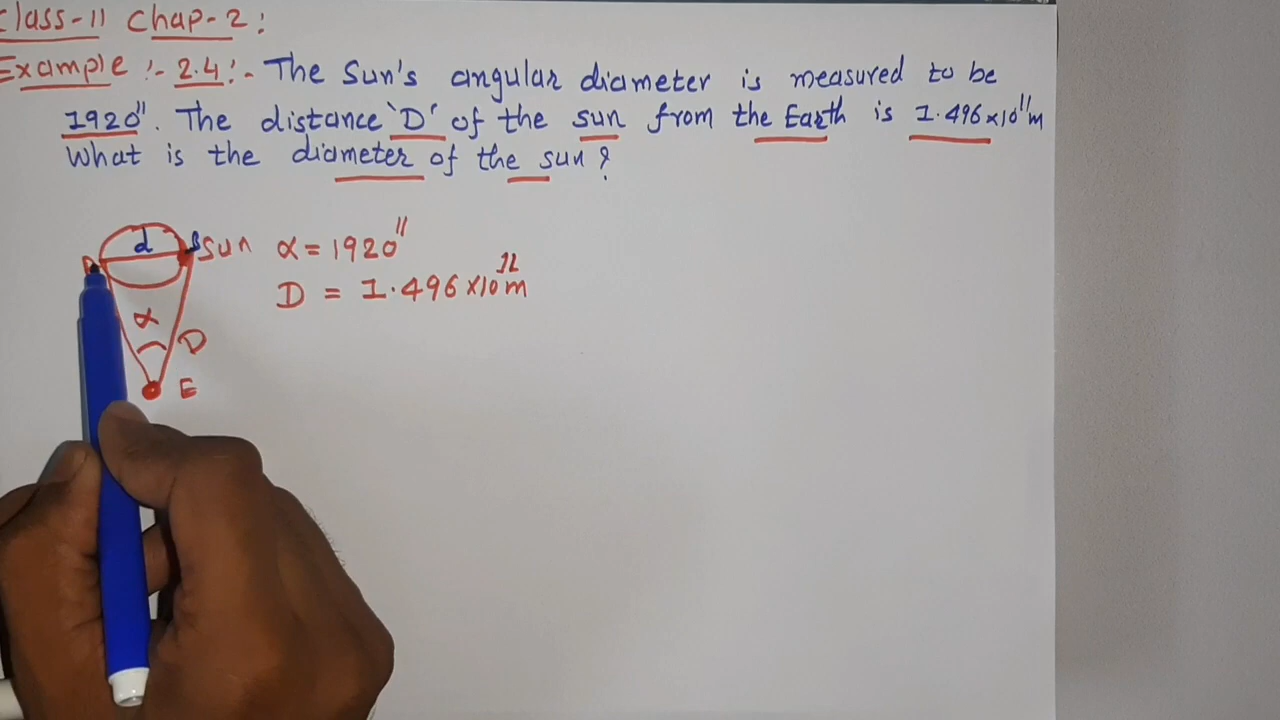 Class-11 Chap-2:
Example:- 2.4:- The Sun's angular diameter is measured to be
1920". The distance 'D' of the sun from the Earth is 1.496×10¹¹m
What is the diameter of the sun?
d Sun α = 1920"
D = 1.496×10¹¹m
α
D
E